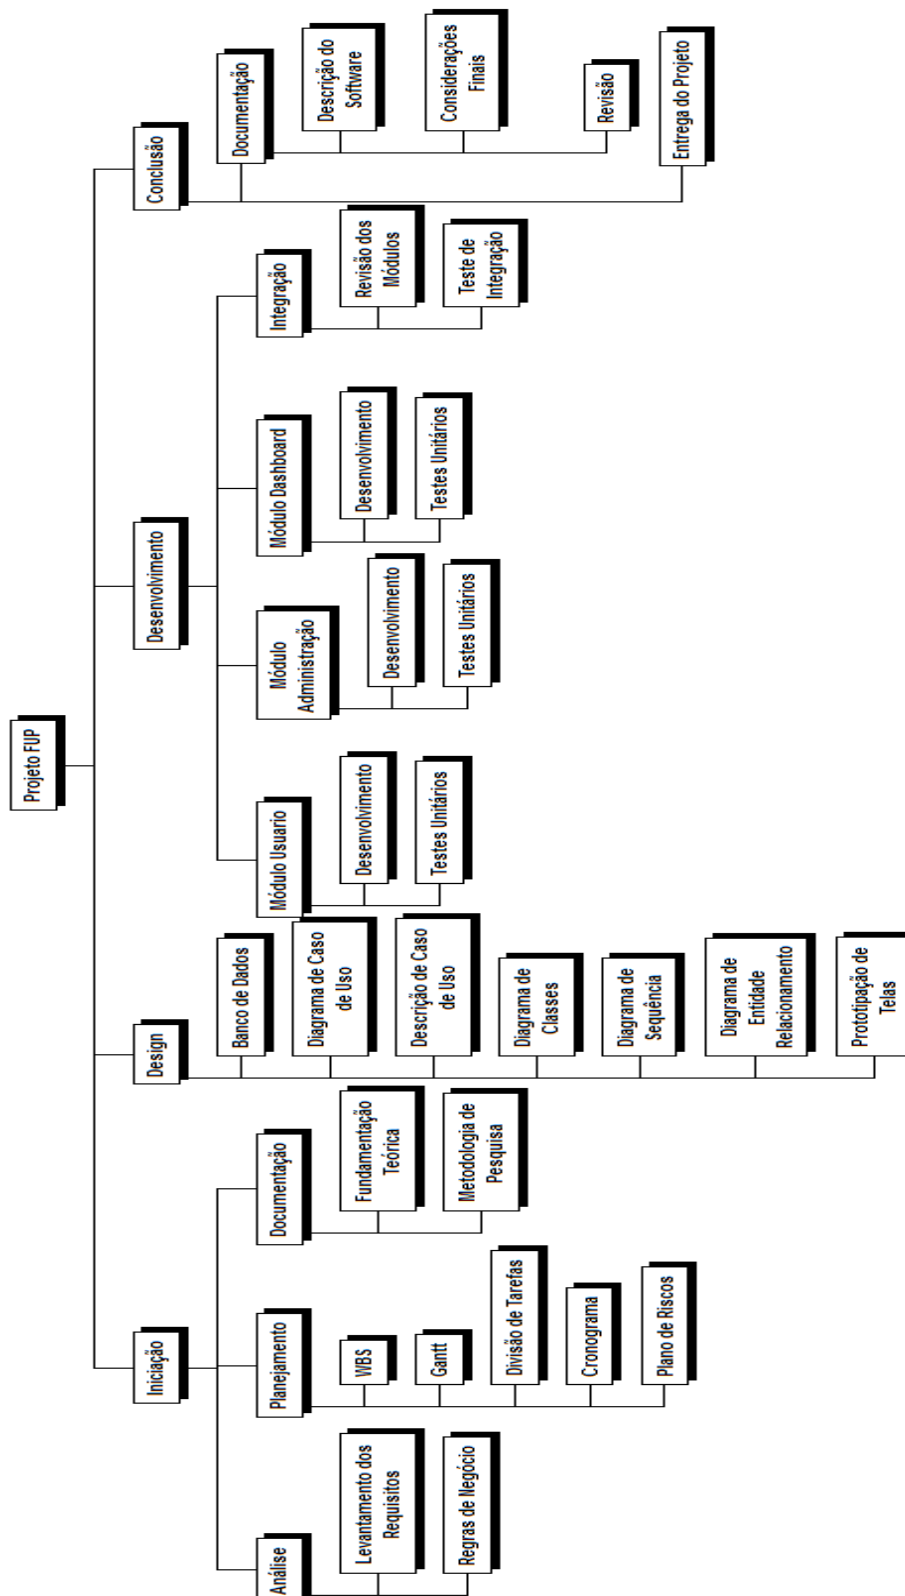 Projeto FUP
Iniciação
Análise
Levantamento dos
Requisitos
Regras de Negócio
Planejamento
WBS
Gantt
Divisão de Tarefas
Cronograma
Plano de Riscos
Documentação
Fundamentação
Teórica
Metodologia de
Pesquisa
Design
Banco de Dados
Diagrama de Caso
de Uso
Descrição de Caso
de Uso
Diagrama de
Classes
Diagrama de
Sequência
Diagrama de
Entidade
Relacionamento
Prototipação de
Telas
Desenvolvimento
Módulo Usuario
Desenvolvimento
Testes Unitários
Módulo
Administração
Desenvolvimento
Testes Unitários
Módulo Dashboard
Desenvolvimento
Testes Unitários
Integração
Revisão dos
Módulos
Teste de
Integração
Conclusão
Documentação
Descrição do
Software
Considerações
Finais
Revisão
Entrega do Projeto